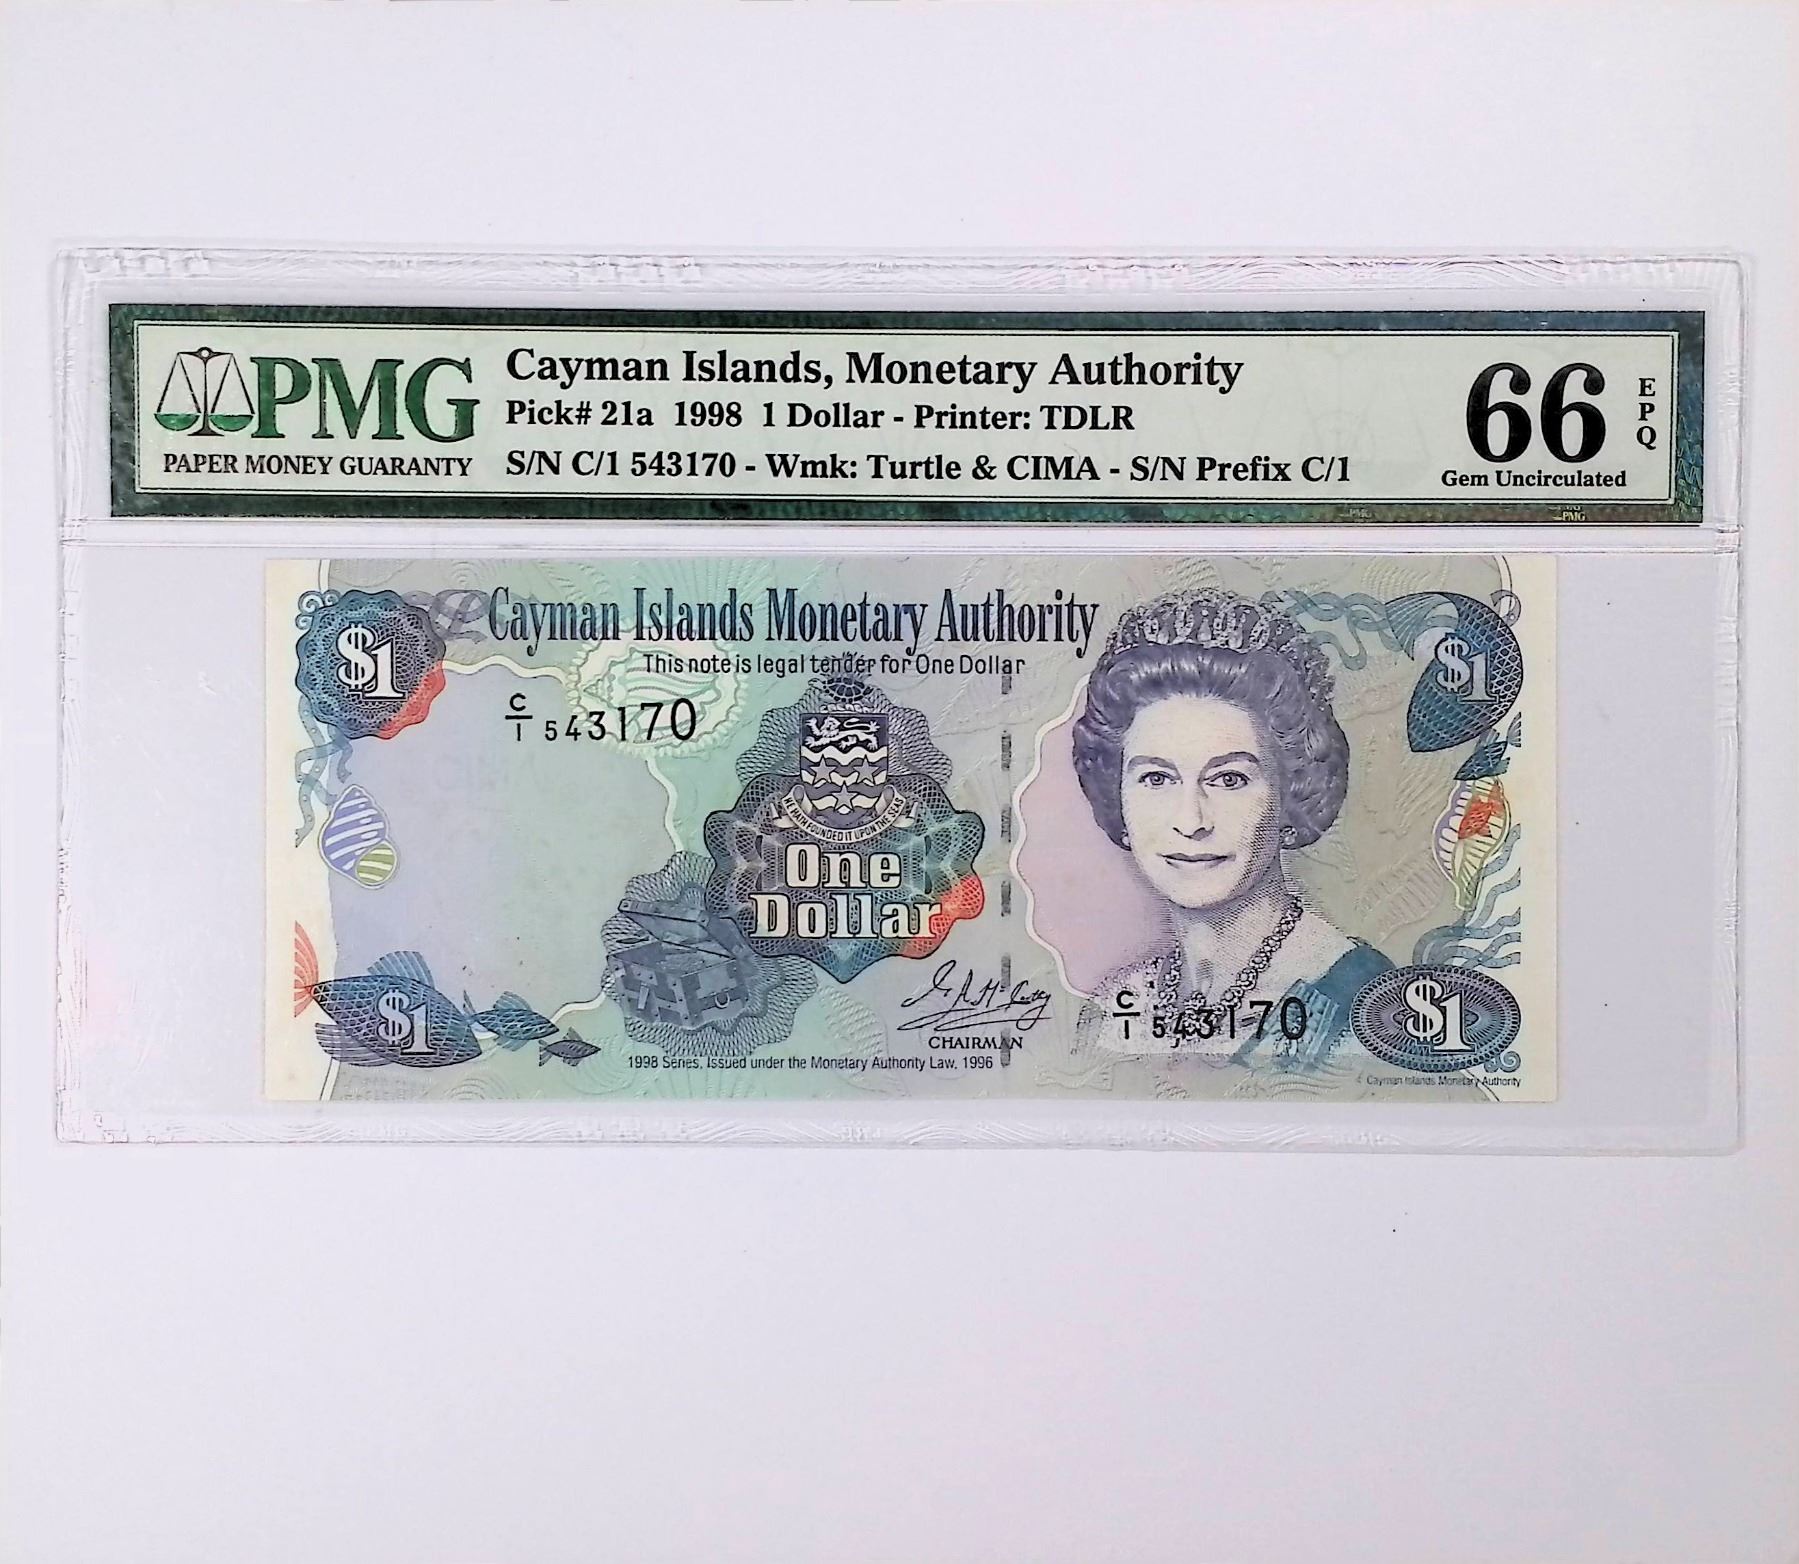 PMG
PAPER MONEY GUARANTY
Cayman Islands, Monetary Authority
Pick# 21a 1998 1 Dollar - Printer: TDLR
S/N C/1 543170 - Wmk: Turtle & CIMA - S/N Prefix C/1
66
EPQ
Gem Uncirculated
PMG
PMG
Cayman Islands Monetary Authority
This note is legal tender for One Dollar
$1
$1
C/1 543170
HE HATH FOUNDED IT UPON THE SEAS
One
Dollar
CHAIRMAN
C/1 543170
$1
$1
1998 Series, Issued under the Monetary Authority Law, 1996
Cayman Islands Monetary Authority